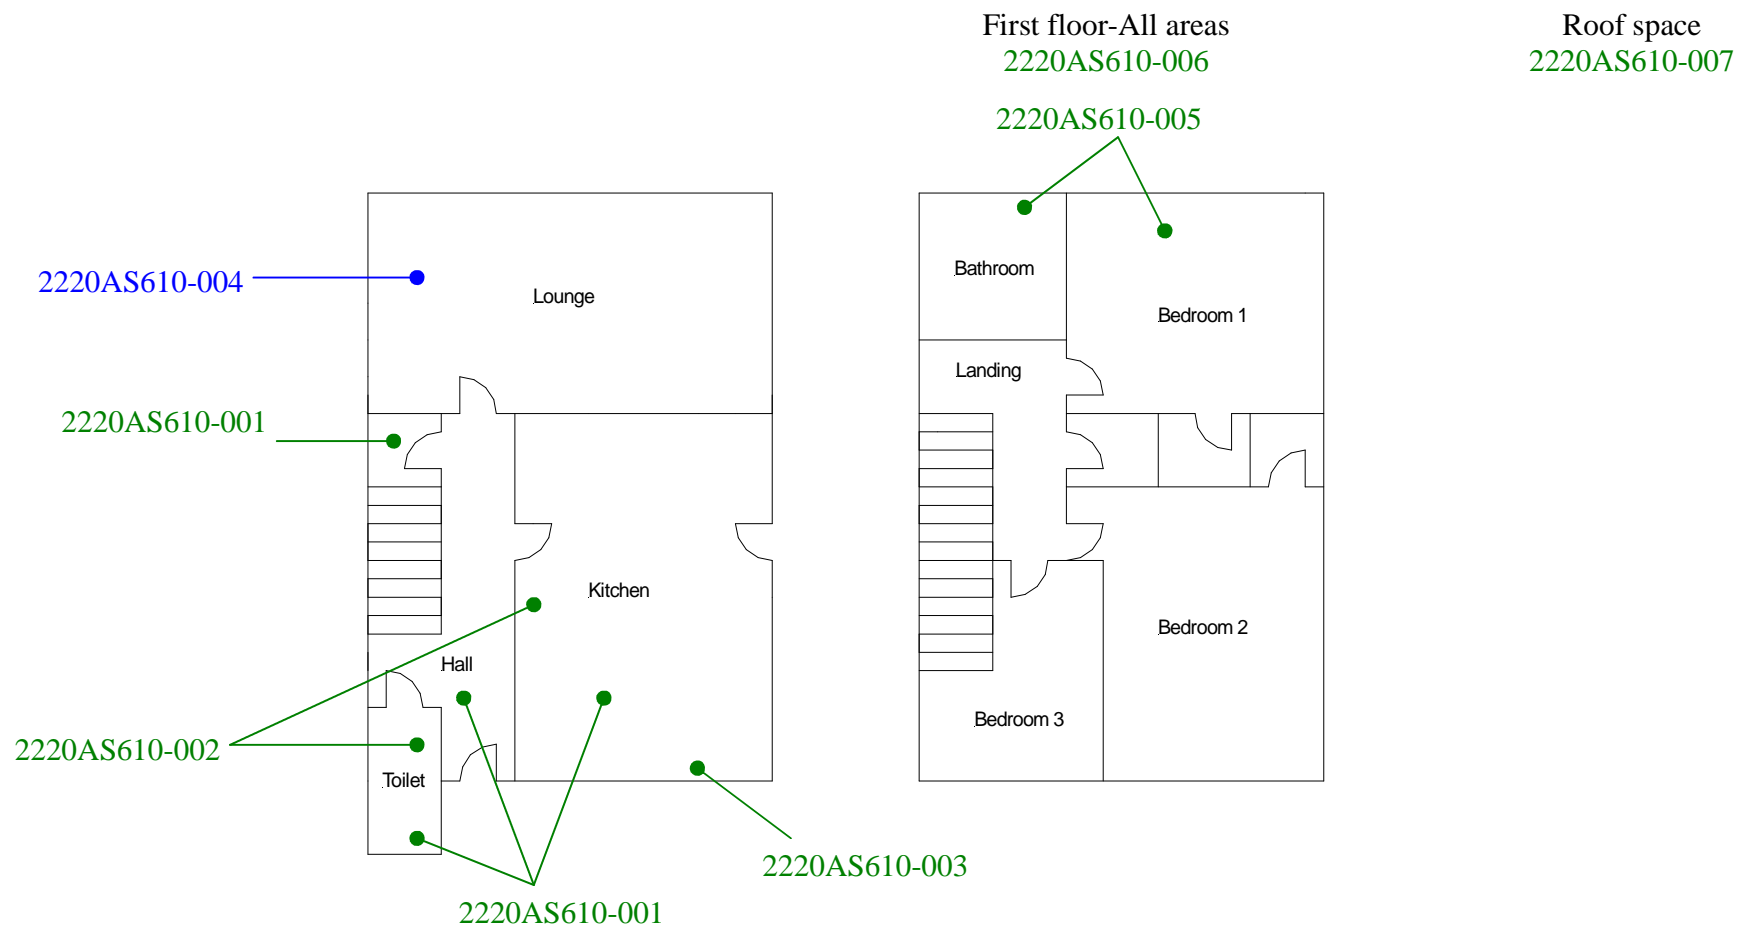 First floor-All areas
2220AS610-006
Roof space
2220AS610-007
2220AS610-005
2220AS610-004
Lounge
Bathroom
Bedroom 1
Landing
2220AS610-001
Kitchen
Bedroom 2
Hall
Bedroom 3
2220AS610-002
Toilet
2220AS610-003
2220AS610-001